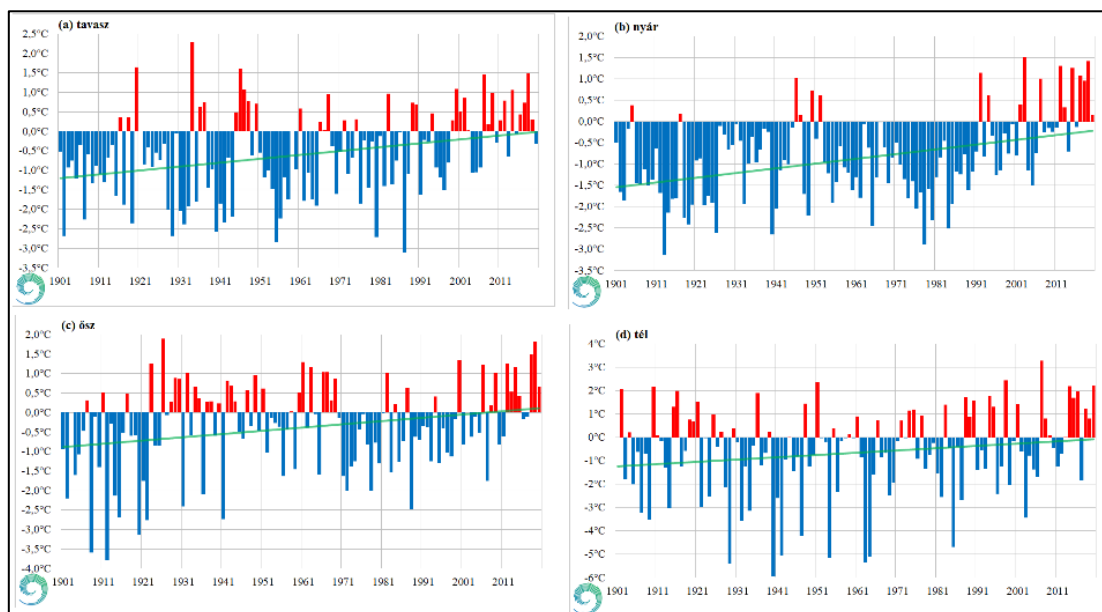 (a) tavasz
2,5°C
2,0°C
1,5°C
1,0°C
0,5°C
0,0°C
-0,5°C
-1,0°C
-1,5°C
-2,0°C
-2,5°C
-3,0°C
-3,5°C
1901 1911 1921 1931 1941 1951 1961 1971 1981 1991 2001 2011
(b) nyár
2,0°C
1,5°C
1,0°C
0,5°C
0,0°C
-0,5°C
-1,0°C
-1,5°C
-2,0°C
-2,5°C
-3,0°C
-3,5°C
1901 1911 1921 1931 1941 1951 1961 1971 1981 1991 2001 2011
(c) ősz
2,0°C
1,5°C
1,0°C
0,5°C
0,0°C
-0,5°C
-1,0°C
-1,5°C
-2,0°C
-2,5°C
-3,0°C
-3,5°C
-4,0°C
1901 1911 1921 1931 1941 1951 1961 1971 1981 1991 2001 2011
(d) tél
4°C
3°C
2°C
1°C
0°C
-1°C
-2°C
-3°C
-4°C
-5°C
-6°C
1901 1911 1921 1931 1941 1951 1961 1971 1981 1991 2001 2011